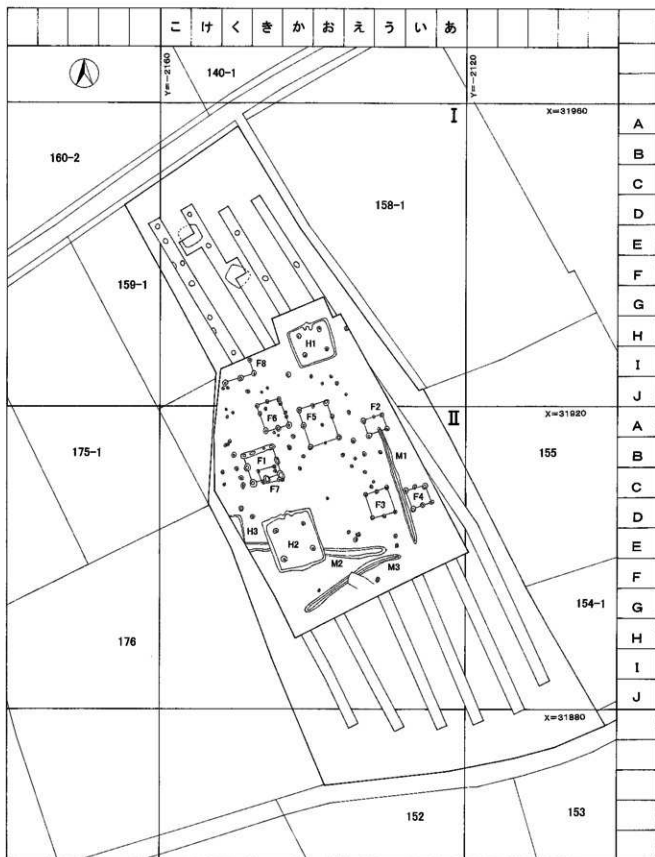 こ け く き か お え う い あ
Y=-2160
Y=-2120
140-1
X=31960
Ⅰ
A
B
160-2
C
158-1
D
E
159-1
F
G
H1
H
F8
I
J
X=31920
F6
F5
F2
Ⅱ
A
175-1
F1
M1
155
B
F7
C
F3
F4
D
H3
H2
E
M2
M3
F
154-1
G
176
H
I
J
X=31880
152
153